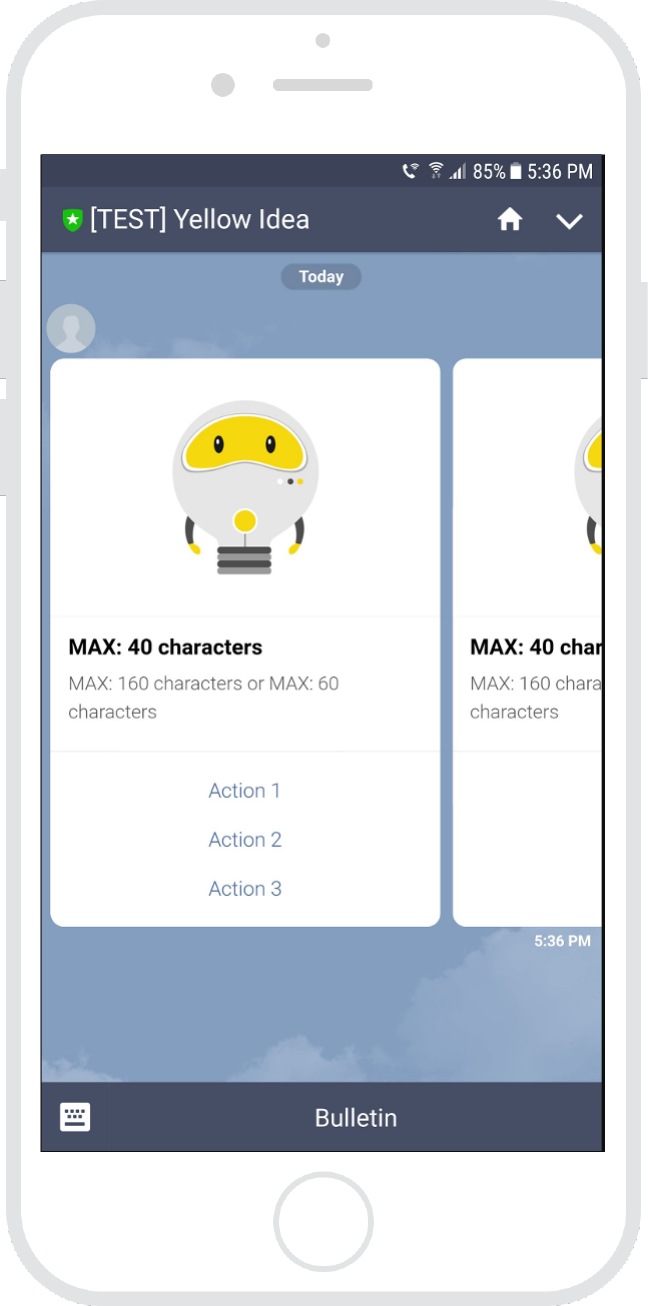 85% 5:36 PM
[TEST] Yellow Idea
Today
MAX: 40 characters
MAX: 160 characters or MAX: 60
characters
Action 1
Action 2
Action 3
MAX: 40 char
MAX: 160 chara
characters
5:36 PM
Bulletin